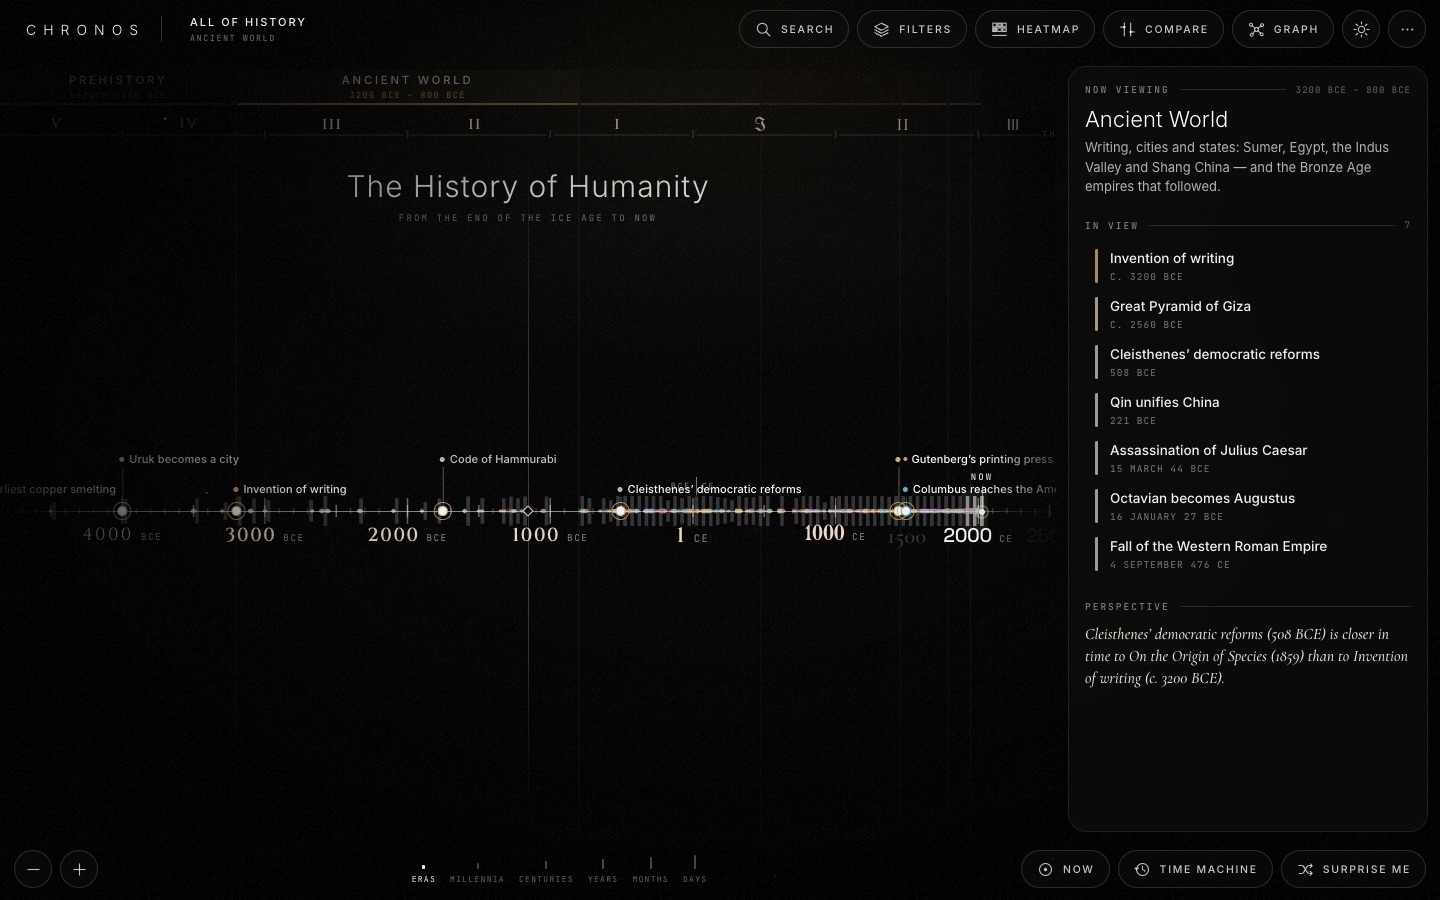 CHRONOS
ALL OF HISTORY
ANCIENT WORLD
SEARCH
FILTERS
HEATMAP
COMPARE
GRAPH
PREHISTORY
BEFORE 3200 BCE
ANCIENT WORLD
3200 BCE – 800 BCE
V
IV
III
II
I
II
III
The History of Humanity
FROM THE END OF THE ICE AGE TO NOW
Uruk becomes a city
Code of Hammurabi
Gutenberg’s printing press
NOW
rliest copper smelting
Invention of writing
Cleisthenes’ democratic reforms
Columbus reaches the Am
4000 BCE
3000 BCE
2000 BCE
1000 BCE
1 CE
1000 CE
1500
2000 CE
NOW VIEWING
3200 BCE – 800 BCE
Ancient World
Writing, cities and states: Sumer, Egypt, the Indus
Valley and Shang China — and the Bronze Age
empires that followed.
IN VIEW
7
Invention of writing
C. 3200 BCE
Great Pyramid of Giza
C. 2560 BCE
Cleisthenes’ democratic reforms
508 BCE
Qin unifies China
221 BCE
Assassination of Julius Caesar
15 MARCH 44 BCE
Octavian becomes Augustus
16 JANUARY 27 BCE
Fall of the Western Roman Empire
4 SEPTEMBER 476 CE
PERSPECTIVE
Cleisthenes’ democratic reforms (508 BCE) is closer in
time to On the Origin of Species (1859) than to Invention
of writing (c. 3200 BCE).
ERAS
MILLENNIA
CENTURIES
YEARS
MONTHS
DAYS
NOW
TIME MACHINE
SURPRISE ME